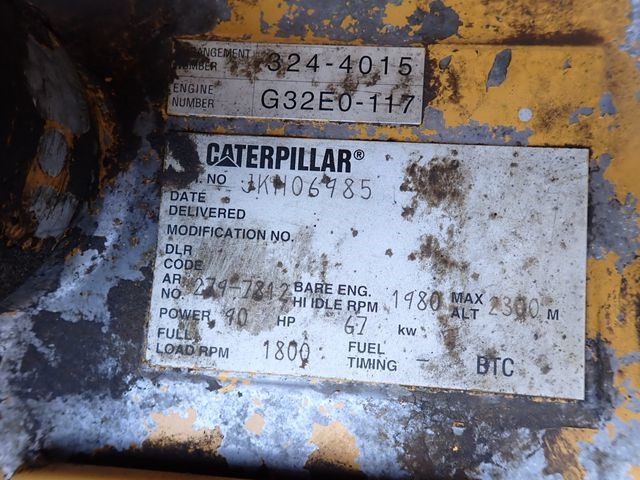 ARRANGEMENT
NUMBER 324-4015
ENGINE
NUMBER G32E0-117
CATERPILLAR®
NO JKH06985
DATE
DELIVERED
MODIFICATION NO.
DLR
CODE
AR
NO. 279-7812 BARE ENG.
HI IDLE RPM 1980 MAX
ALT 2300 M
POWER 90 HP 67 kw
FULL
LOAD RPM 1800 FUEL
TIMING - BTC